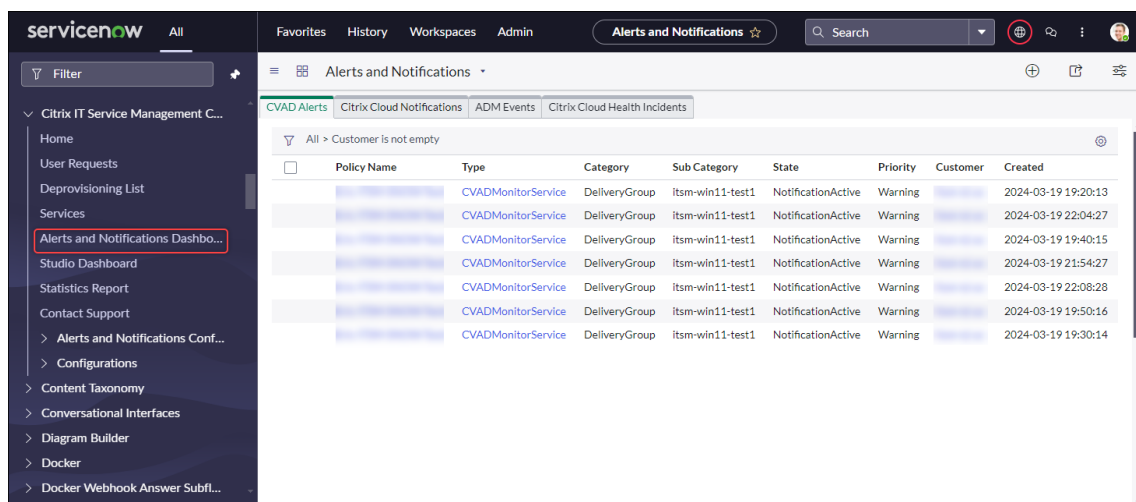 servicenow All Favorites History Workspaces Admin Alerts and Notifications Search
Filter
Citrix IT Service Management C...
Home
User Requests
Deprovisioning List
Services
Alerts and Notifications Dashbo...
Studio Dashboard
Statistics Report
Contact Support
Alerts and Notifications Conf...
Configurations
Content Taxonomy
Conversational Interfaces
Diagram Builder
Docker
Docker Webhook Answer Subfl...
Alerts and Notifications
CVAD Alerts Citrix Cloud Notifications ADM Events Citrix Cloud Health Incidents
All > Customer is not empty
Policy Name Type Category Sub Category State Priority Customer Created
CVADMonitorService DeliveryGroup itsm-win11-test1 NotificationActive Warning 2024-03-19 19:20:13
CVADMonitorService DeliveryGroup itsm-win11-test1 NotificationActive Warning 2024-03-19 22:04:27
CVADMonitorService DeliveryGroup itsm-win11-test1 NotificationActive Warning 2024-03-19 19:40:15
CVADMonitorService DeliveryGroup itsm-win11-test1 NotificationActive Warning 2024-03-19 21:54:27
CVADMonitorService DeliveryGroup itsm-win11-test1 NotificationActive Warning 2024-03-19 22:08:28
CVADMonitorService DeliveryGroup itsm-win11-test1 NotificationActive Warning 2024-03-19 19:50:16
CVADMonitorService DeliveryGroup itsm-win11-test1 NotificationActive Warning 2024-03-19 19:30:14